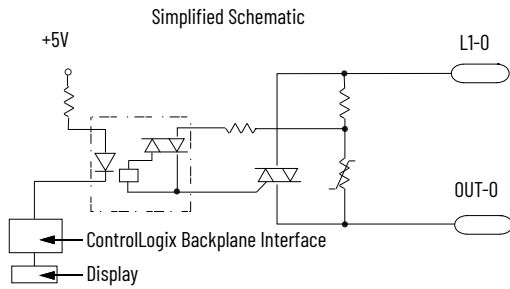 Simplified Schematic
+5V
L1-0
OUT-0
ControlLogix Backplane Interface
Display